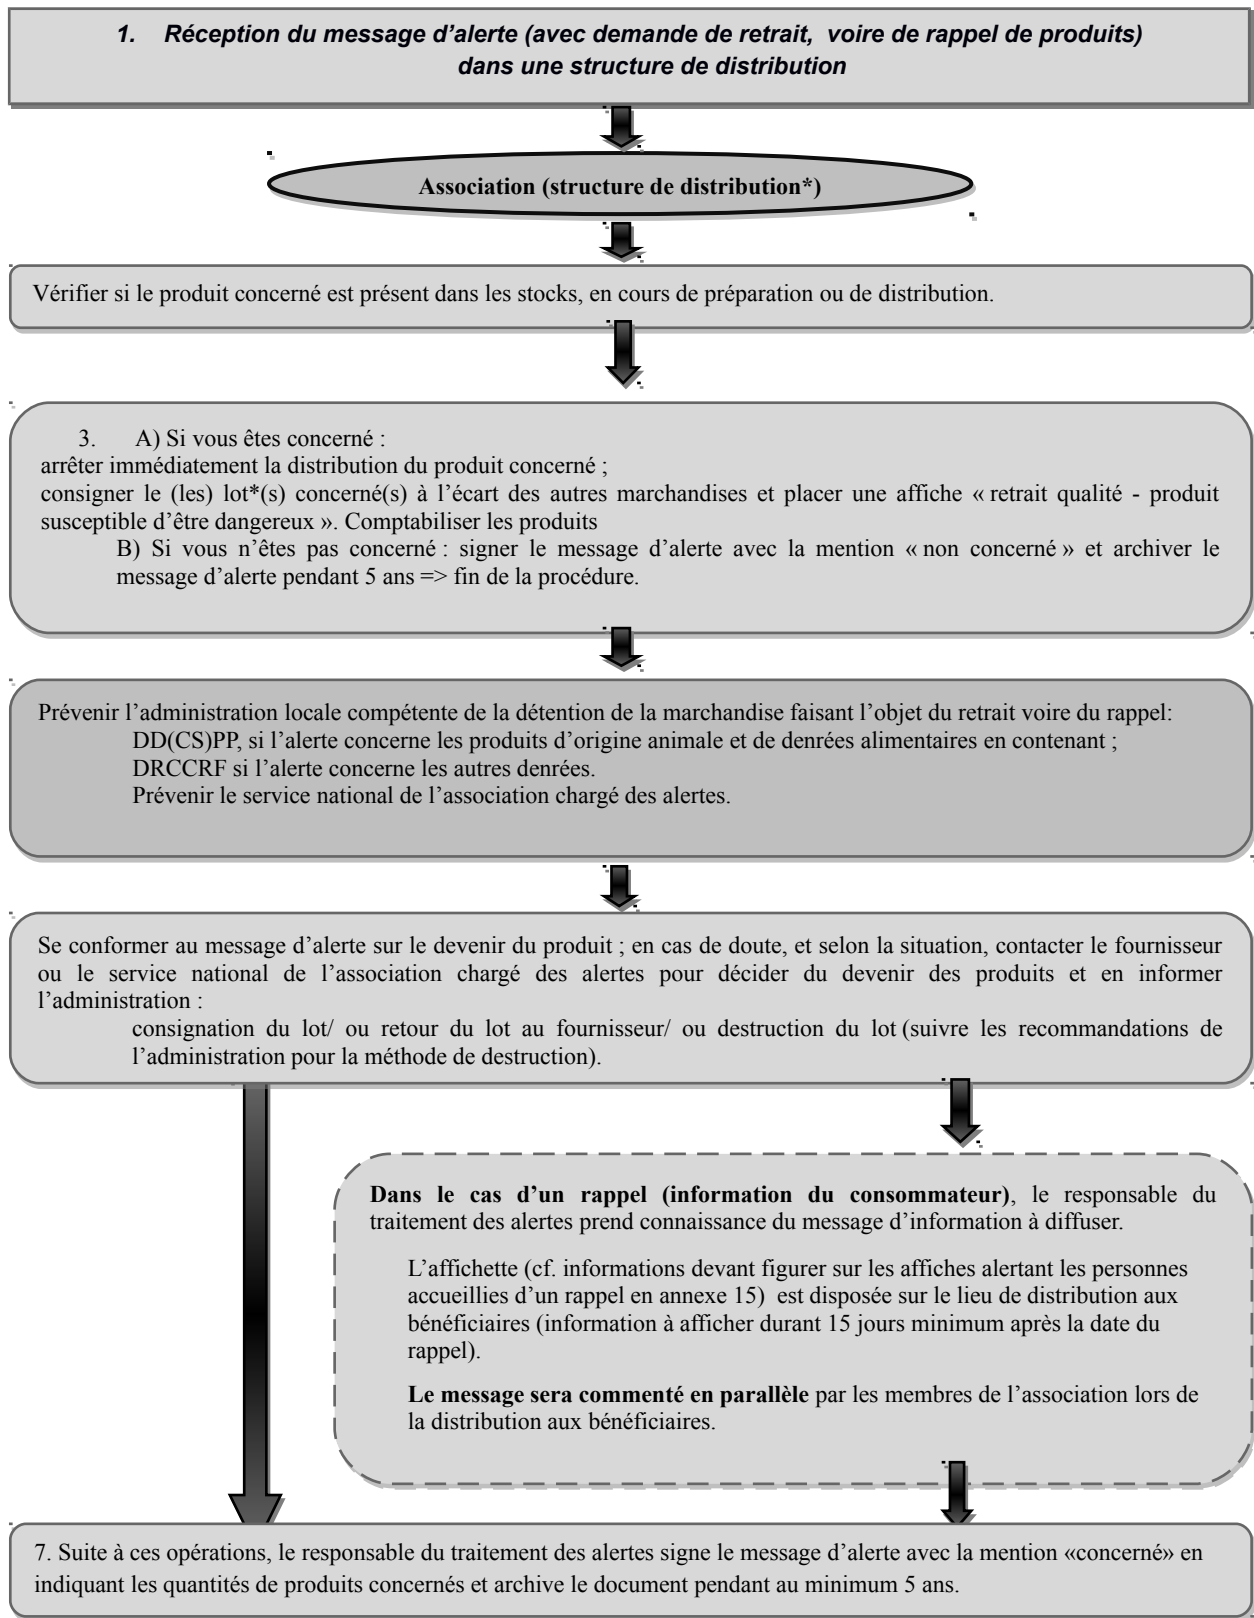 1. Réception du message d’alerte (avec demande de retrait, voire de rappel de produits)
dans une structure de distribution
Association (structure de distribution*)
Vérifier si le produit concerné est présent dans les stocks, en cours de préparation ou de distribution.
3. A) Si vous êtes concerné :
arrêter immédiatement la distribution du produit concerné ;
consigner le (les) lot*(s) concerné(s) à l’écart des autres marchandises et placer une affiche « retrait qualité - produit
susceptible d’être dangereux ». Comptabiliser les produits
B) Si vous n’êtes pas concerné : signer le message d’alerte avec la mention « non concerné » et archiver le
message d’alerte pendant 5 ans => fin de la procédure.
Prévenir l’administration locale compétente de la détention de la marchandise faisant l’objet du retrait voire du rappel:
DD(CS)PP, si l’alerte concerne les produits d’origine animale et de denrées alimentaires en contenant ;
DRCCRF si l’alerte concerne les autres denrées.
Prévenir le service national de l’association chargé des alertes.
Se conformer au message d’alerte sur le devenir du produit ; en cas de doute, et selon la situation, contacter le fournisseur
ou le service national de l’association chargé des alertes pour décider du devenir des produits et en informer
l’administration :
consignation du lot/ ou retour du lot au fournisseur/ ou destruction du lot (suivre les recommandations de
l’administration pour la méthode de destruction).
Dans le cas d’un rappel (information du consommateur), le responsable du
traitement des alertes prend connaissance du message d’information à diffuser.
L’affichette (cf. informations devant figurer sur les affiches alertant les personnes
accueillies d’un rappel en annexe 15) est disposée sur le lieu de distribution aux
bénéficiaires (information à afficher durant 15 jours minimum après la date du
rappel).
Le message sera commenté en parallèle par les membres de l’association lors de
la distribution aux bénéficiaires.
7. Suite à ces opérations, le responsable du traitement des alertes signe le message d’alerte avec la mention «concerné» en
indiquant les quantités de produits concernés et archive le document pendant au minimum 5 ans.